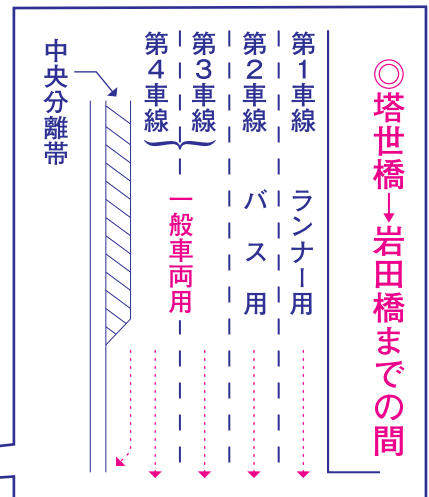 ◎塔世橋→岩田橋までの間
第1車線
ランナー用
第2車線
バス用
第3車線
第4車線
一般車両用
中央分離帯